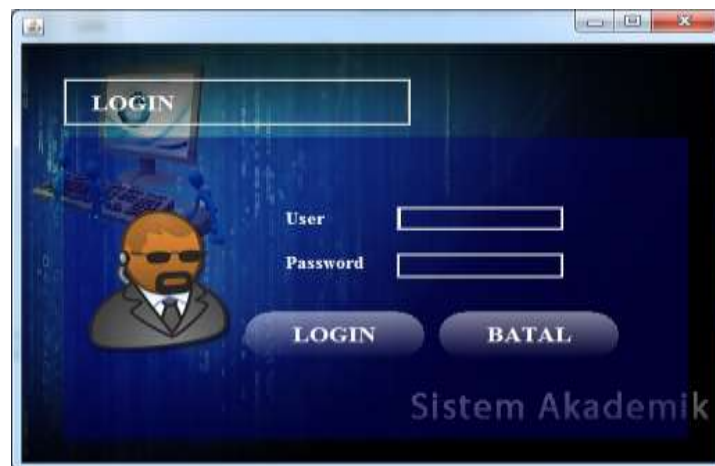 LOGIN
User
Password
LOGIN BATAL
Sistem Akademik